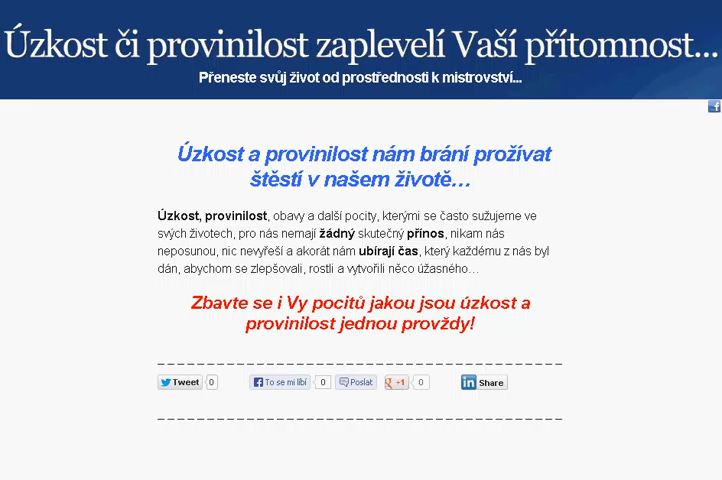 Úzkost či provinilost zaplevelí Vaší přítomnost...
Přeneste svůj život od prostřednosti k mistrovství...
Úzkost a provinilost nám brání prožívat
štěstí v našem životě…
Úzkost, provinilost, obavy a další pocity, kterými se často sužujeme ve
svých životech, pro nás nemají žádný skutečný přínos, nikam nás
neposunou, nic nevyřeší a akorát nám ubírají čas, který každému z nás byl
dán, abychom se zlepšovali, rostli a vytvořili něco úžasného…
Zbavte se i Vy pocitů jakou jsou úzkost a
provinilost jednou provždy!
Tweet 0 To se mi líbí 0 Poslat +1 0 Share